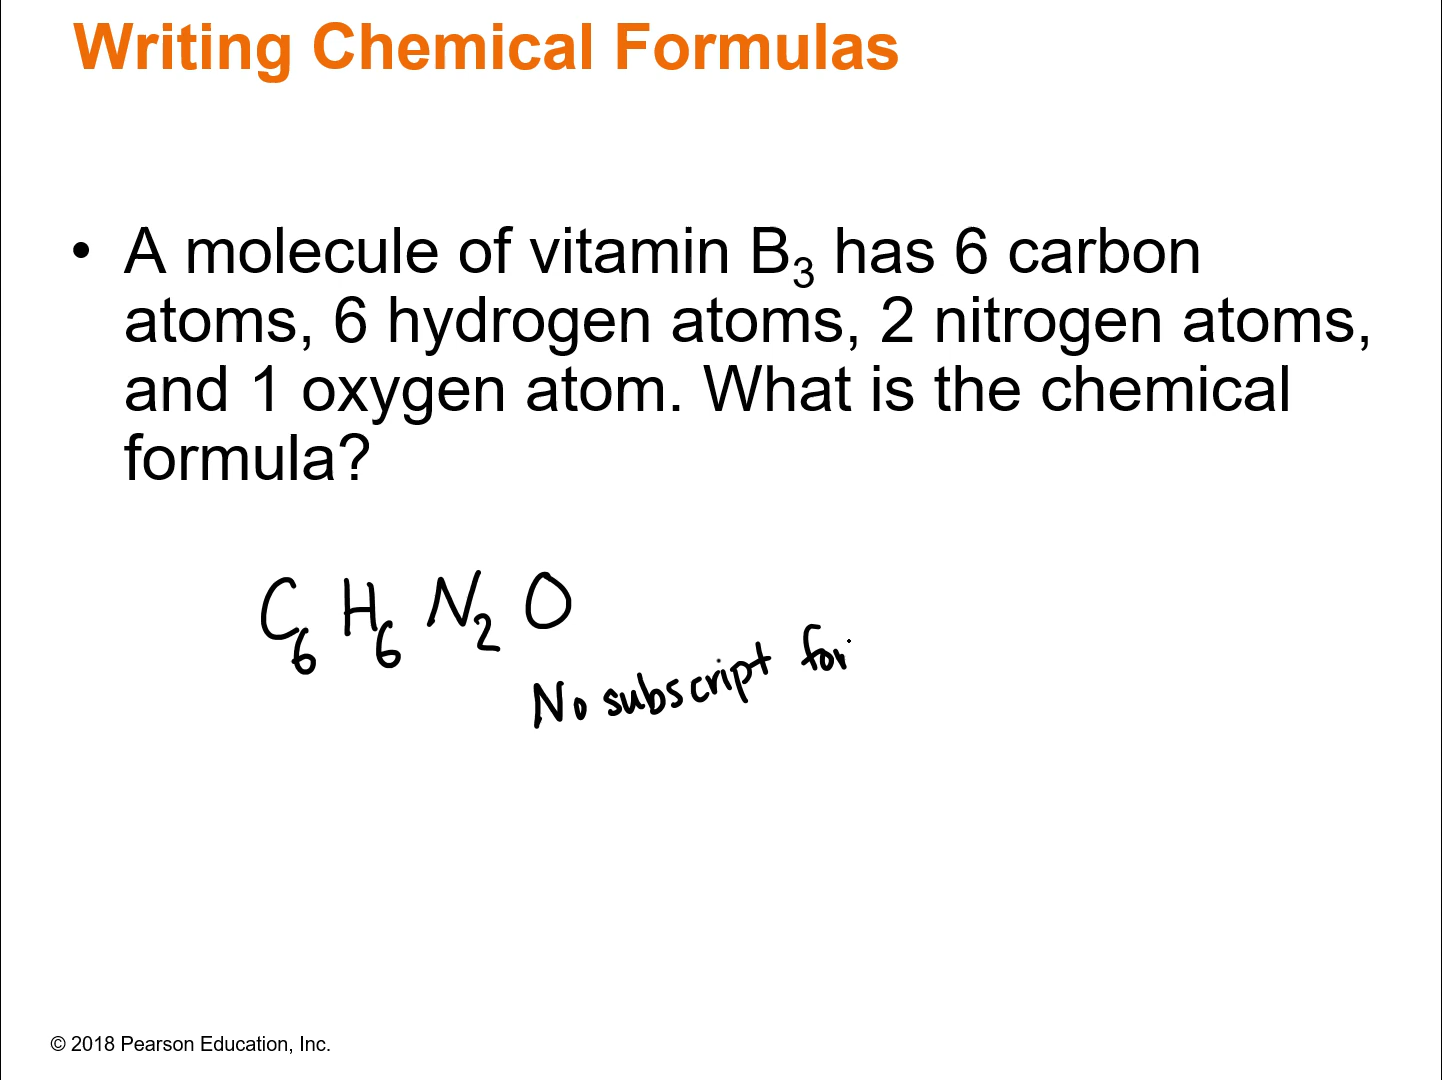 Writing Chemical Formulas
• A molecule of vitamin B₃ has 6 carbon
atoms, 6 hydrogen atoms, 2 nitrogen atoms,
and 1 oxygen atom. What is the chemical
formula?
C₆ H₆ N₂ O
No subscript for
© 2018 Pearson Education, Inc.